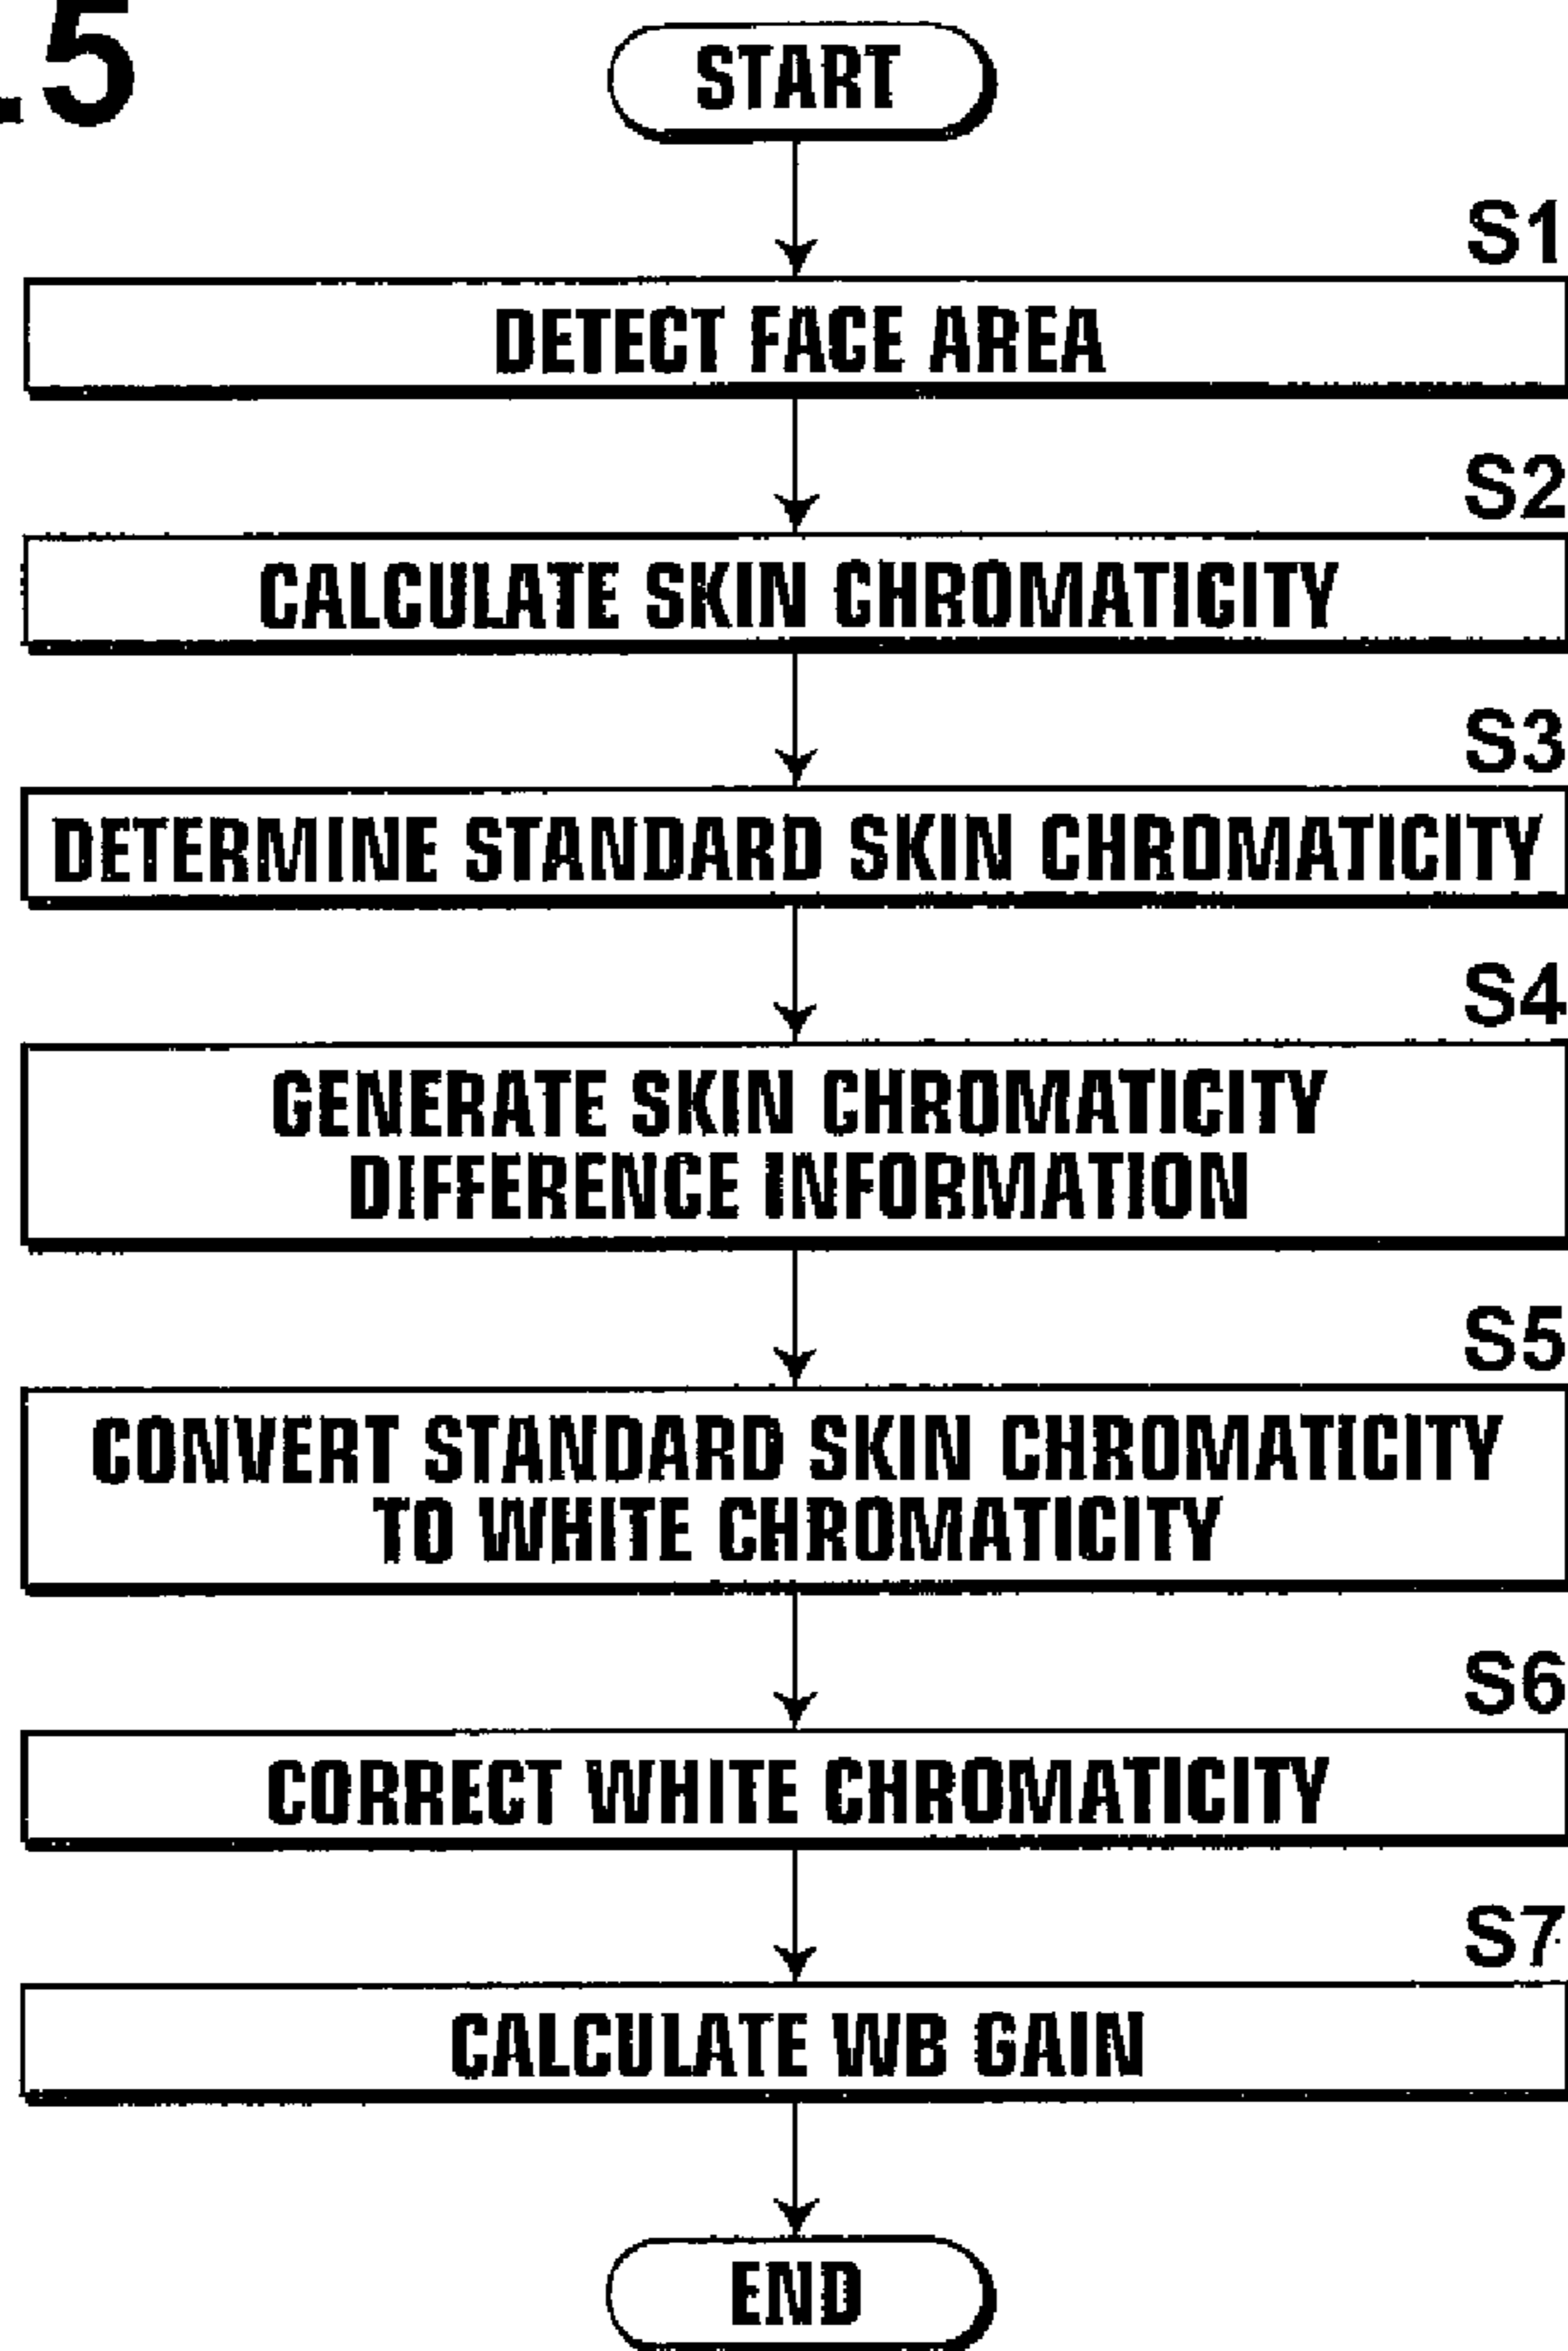 .5
START
S1
DETECT FACE AREA
S2
CALCULATE SKIN CHROMATICITY
S3
DETERMINE STANDARD SKIN CHROMATICITY
S4
GENERATE SKIN CHROMATICITY
DIFFERENCE INFORMATION
S5
CONVERT STANDARD SKIN CHROMATICITY
TO WHITE CHROMATICITY
S6
CORRECT WHITE CHROMATICITY
S7
CALCULATE WB GAIN
END